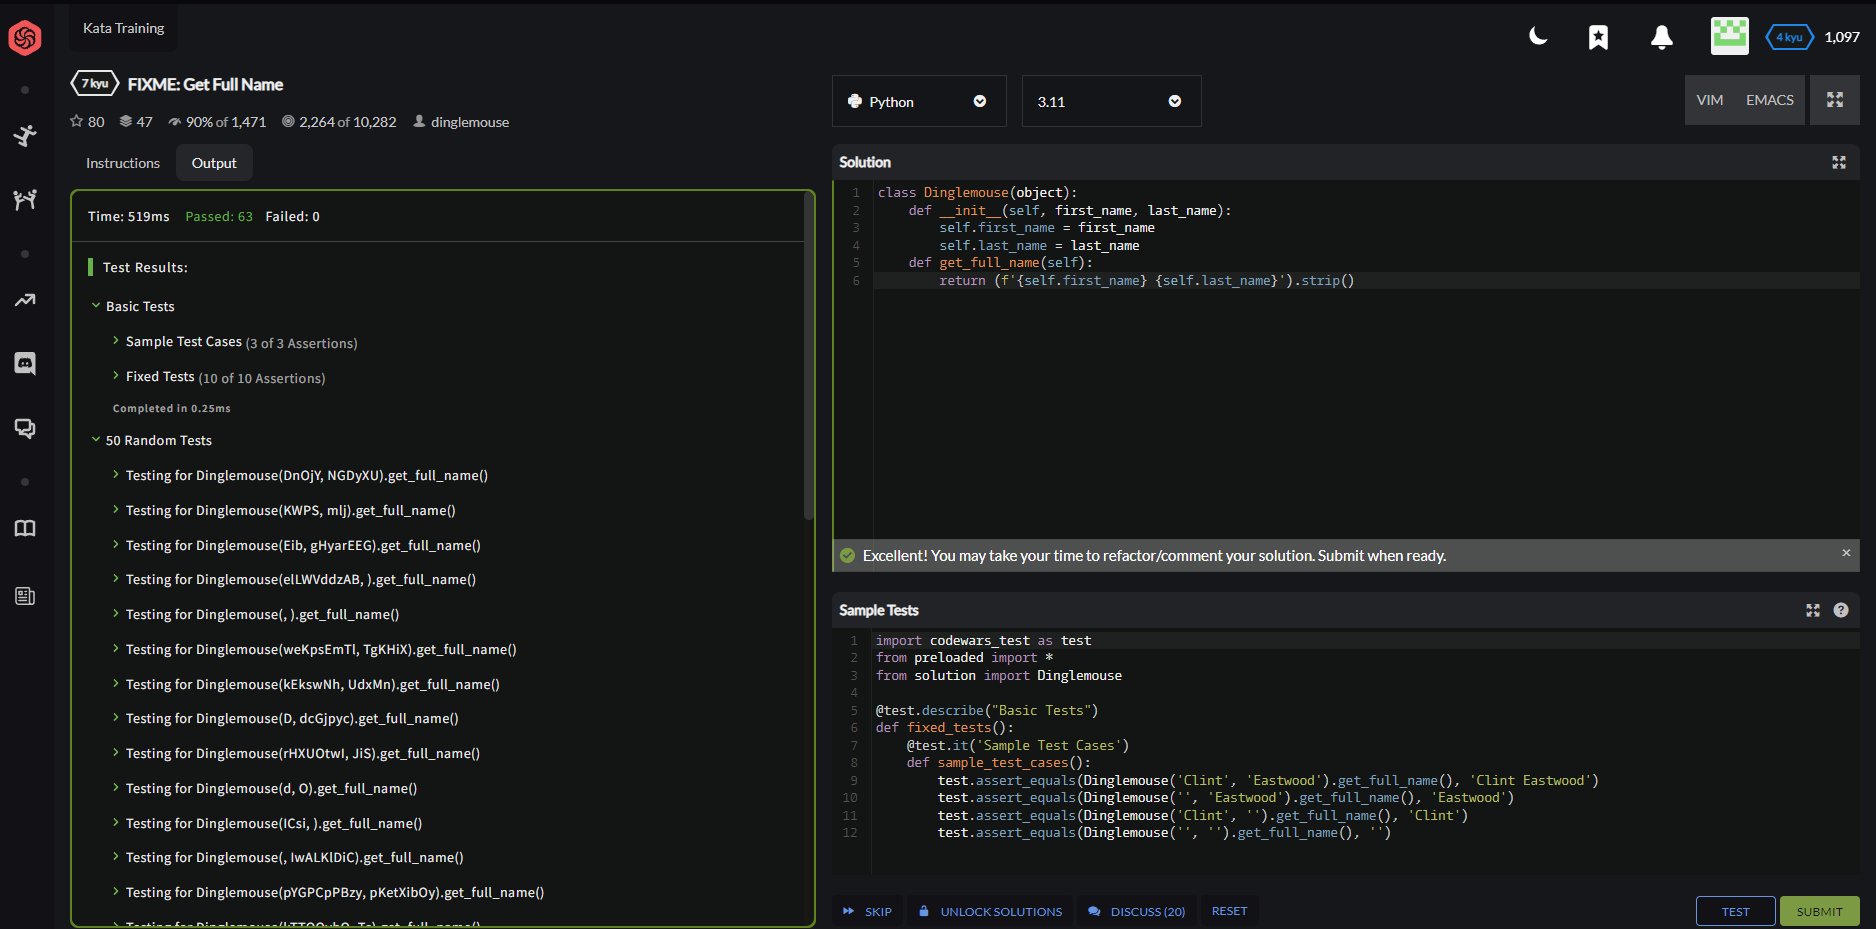 Kata Training
4 kyu
1,097
7 kyu
FIXME: Get Full Name
80 47 90% of 1,471 2,264 of 10,282 dinglemouse
Instructions
Output
Time: 519ms Passed: 63 Failed: 0
Test Results:
Basic Tests
Sample Test Cases (3 of 3 Assertions)
Fixed Tests (10 of 10 Assertions)
Completed in 0.25ms
50 Random Tests
Testing for Dinglemouse(DnOjY, NGDyXU).get_full_name()
Testing for Dinglemouse(KWPS, mlj).get_full_name()
Testing for Dinglemouse(Eib, gHyarEEG).get_full_name()
Testing for Dinglemouse(elLWVddzAB, ).get_full_name()
Testing for Dinglemouse(, ).get_full_name()
Testing for Dinglemouse(weKpsEmTl, TgKHiX).get_full_name()
Testing for Dinglemouse(kEkswNh, UdxMn).get_full_name()
Testing for Dinglemouse(D, dcGjpyc).get_full_name()
Testing for Dinglemouse(rHXUOtwI, JiS).get_full_name()
Testing for Dinglemouse(d, O).get_full_name()
Testing for Dinglemouse(ICsi, ).get_full_name()
Testing for Dinglemouse(, IwALKlDiC).get_full_name()
Testing for Dinglemouse(pYGPCpPBzy, pKetXibOy).get_full_name()
Python
3.11
VIM EMACS
Solution
1 class Dinglemouse(object):
2 def __init__(self, first_name, last_name):
3 self.first_name = first_name
4 self.last_name = last_name
5 def get_full_name(self):
6 return (f'{self.first_name} {self.last_name}').strip()
Excellent! You may take your time to refactor/comment your solution. Submit when ready.
Sample Tests
1 import codewars_test as test
2 from preloaded import *
3 from solution import Dinglemouse
4
5 @test.describe("Basic Tests")
6 def fixed_tests():
7 @test.it('Sample Test Cases')
8 def sample_test_cases():
9 test.assert_equals(Dinglemouse('Clint', 'Eastwood').get_full_name(), 'Clint Eastwood')
10 test.assert_equals(Dinglemouse('', 'Eastwood').get_full_name(), 'Eastwood')
11 test.assert_equals(Dinglemouse('Clint', '').get_full_name(), 'Clint')
12 test.assert_equals(Dinglemouse('', '').get_full_name(), '')
SKIP
UNLOCK SOLUTIONS
DISCUSS (20)
RESET
TEST
SUBMIT